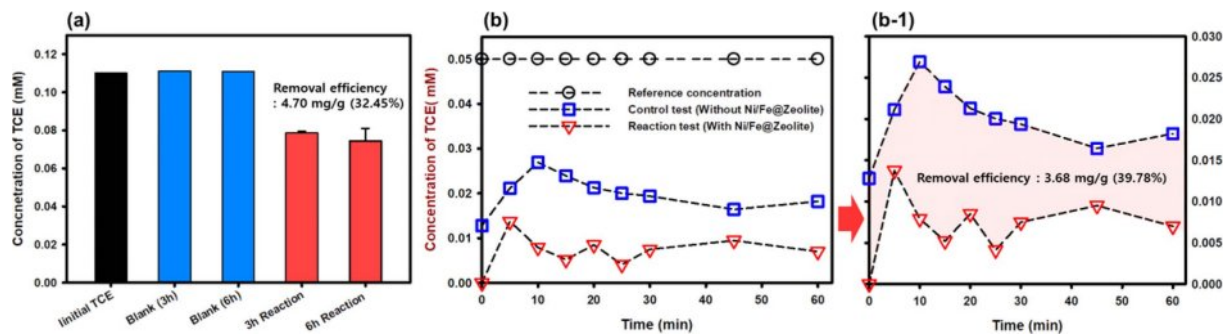 (a)
Concnetration of TCE (mM)
0.12
0.10
0.08
0.06
0.04
0.02
0.00
Removal efficiency
: 4.70 mg/g (32.45%)
Iinitial TCE
Blank (3h)
Blank (6h)
3h Reaction
6h Reaction
(b)
Concentration of TCE( mM)
0.05
0.04
0.03
0.02
0.01
0.00
Reference concentration
Control test (Without Ni/Fe@Zeolite)
Reaction test (With Ni/Fe@Zeolite)
0 10 20 30 40 50 60
Time (min)
(b-1)
0.030
0.025
0.020
0.015
0.010
0.005
0.000
Removal efficiency : 3.68 mg/g (39.78%)
0 10 20 30 40 50 60
Time (min)